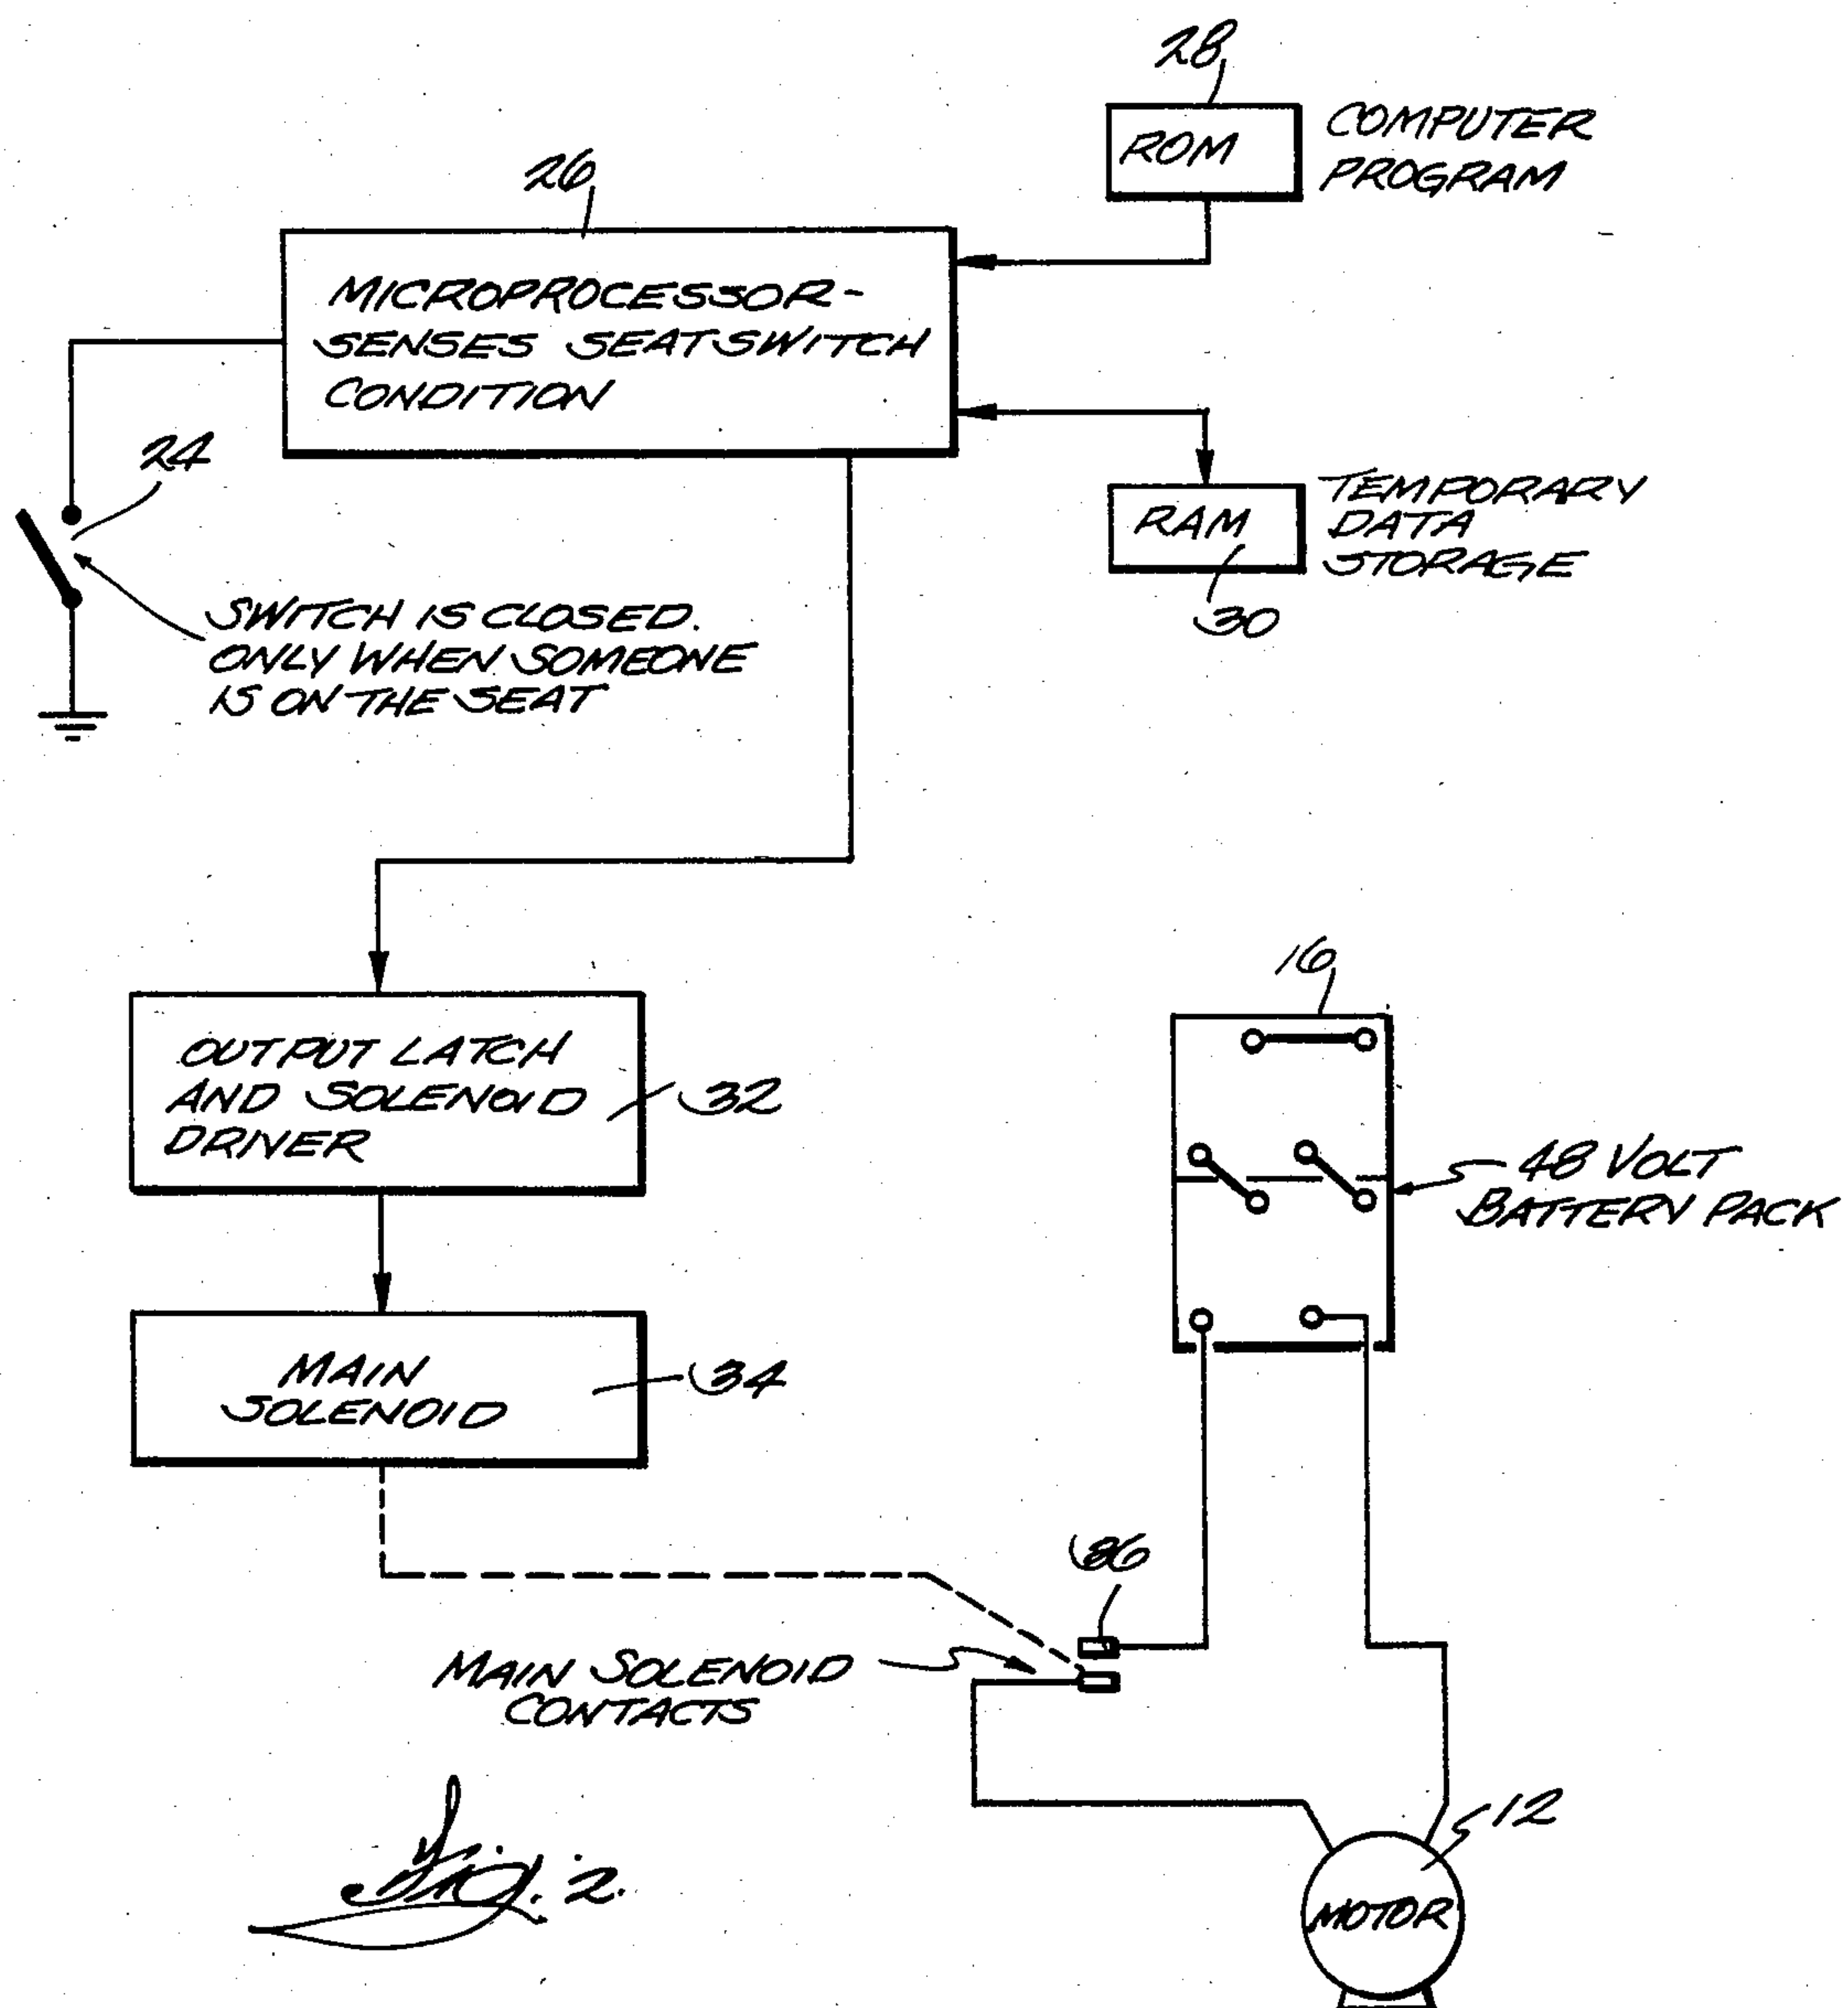 28
ROM
COMPUTER
PROGRAM
26
MICROPROCESSOR-
SENSES SEAT SWITCH
CONDITION
24
SWITCH IS CLOSED.
ONLY WHEN SOMEONE
IS ON THE SEAT
RAM
30
TEMPORARY
DATA
STORAGE
OUTPUT LATCH
AND SOLENOID
DRIVER
32
16
48 VOLT
BATTERY PACK
MAIN
SOLENOID
34
36
MAIN SOLENOID
CONTACTS
12
MOTOR
Fig. 2.